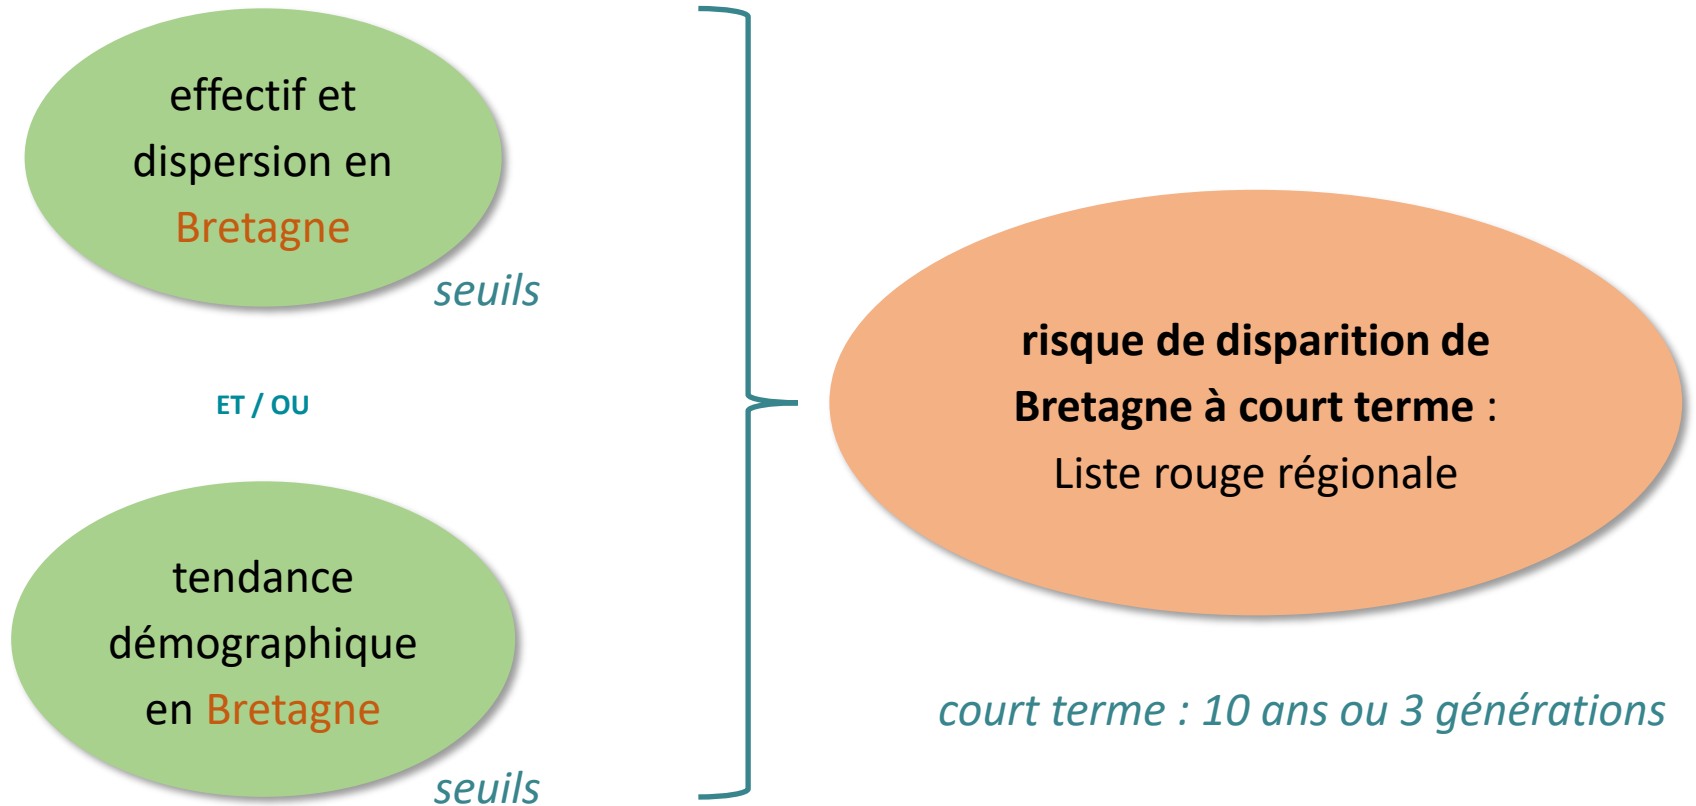 effectif et
dispersion en
Bretagne
seuils
ET / OU
tendance
démographique
en Bretagne
seuils
risque de disparition de
Bretagne à court terme :
Liste rouge régionale
court terme : 10 ans ou 3 générations